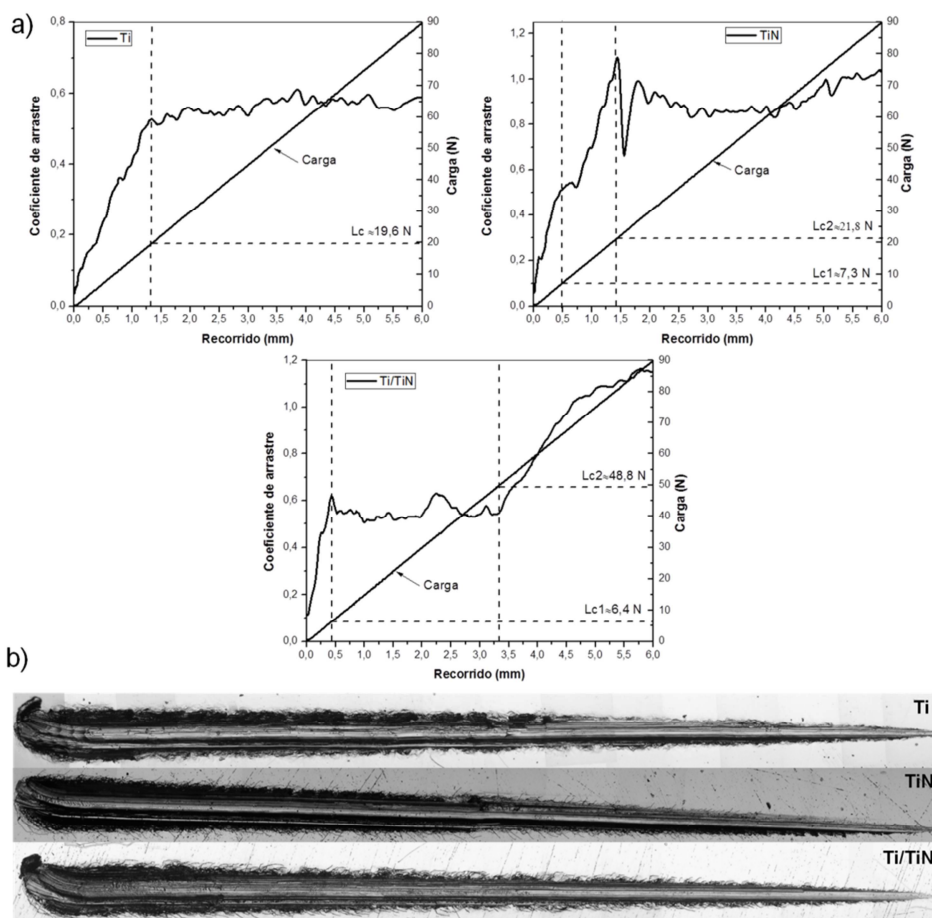 a)
Ti
Coeficiente de arrastre
0,8
0,6
0,4
0,2
0,0
Carga
Lc ≈19,6 N
90
80
70
60
50
40
30
20
10
0
Carga (N)
0,0 0,5 1,0 1,5 2,0 2,5 3,0 3,5 4,0 4,5 5,0 5,5 6,0
Recorrido (mm)
TiN
Coeficiente de arrastre
1,2
1,0
0,8
0,6
0,4
0,2
0,0
Carga
Lc2≈21,8 N
Lc1≈7,3 N
90
80
70
60
50
40
30
20
10
0
Carga (N)
0,0 0,5 1,0 1,5 2,0 2,5 3,0 3,5 4,0 4,5 5,0 5,5 6,0
Recorrido (mm)
Ti/TiN
Coeficiente de arrastre
1,2
1,0
0,8
0,6
0,4
0,2
0,0
Lc2≈48,8 N
Carga
Lc1≈6,4 N
90
80
70
60
50
40
30
20
10
0
Carga (N)
0,0 0,5 1,0 1,5 2,0 2,5 3,0 3,5 4,0 4,5 5,0 5,5 6,0
Recorrido (mm)
b)
Ti
TiN
Ti/TiN